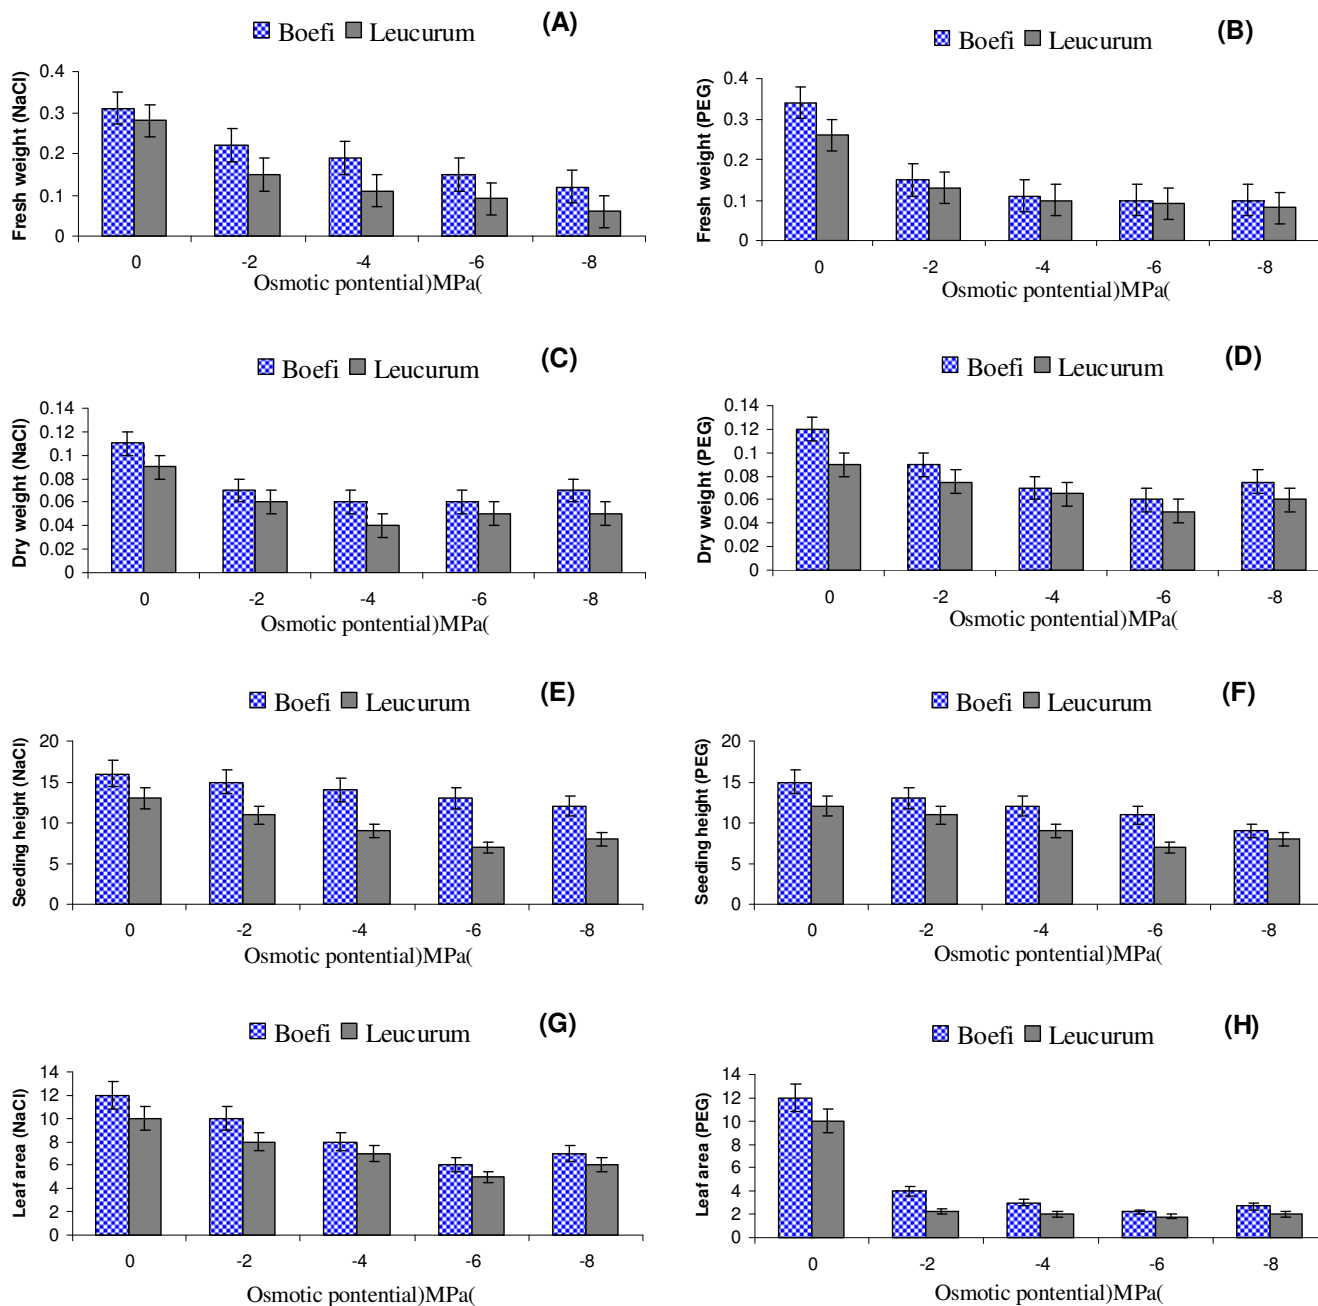 Boefi Leucurum (A)
Fresh weight (NaCl)
0.4
0.3
0.2
0.1
0
0 -2 -4 -6 -8
Osmotic pontential)MPa(
Boefi Leucurum (B)
Fresh weight (PEG)
0.4
0.3
0.2
0.1
0
0 -2 -4 -6 -8
Osmotic pontential)MPa(
Boefi Leucurum (C)
Dry weight (NaCl)
0.14
0.12
0.1
0.08
0.06
0.04
0.02
0
0 -2 -4 -6 -8
Osmotic pontential)MPa(
Boefi Leucurum (D)
Dry weight (PEG)
0.14
0.12
0.1
0.08
0.06
0.04
0.02
0
0 -2 -4 -6 -8
Osmotic pontential)MPa(
Boefi Leucurum (E)
Seeding height (NaCl)
20
15
10
5
0
0 -2 -4 -6 -8
Osmotic pontential)MPa(
Boefi Leucurum (F)
Seeding height (PEG)
20
15
10
5
0
0 -2 -4 -6 -8
Osmotic pontential)MPa(
Boefi Leucurum (G)
Leaf area (NaCl)
14
12
10
8
6
4
2
0
0 -2 -4 -6 -8
Osmotic pontential)MPa(
Boefi Leucurum (H)
Leaf area (PEG)
14
12
10
8
6
4
2
0
0 -2 -4 -6 -8
Osmotic pontential)MPa(